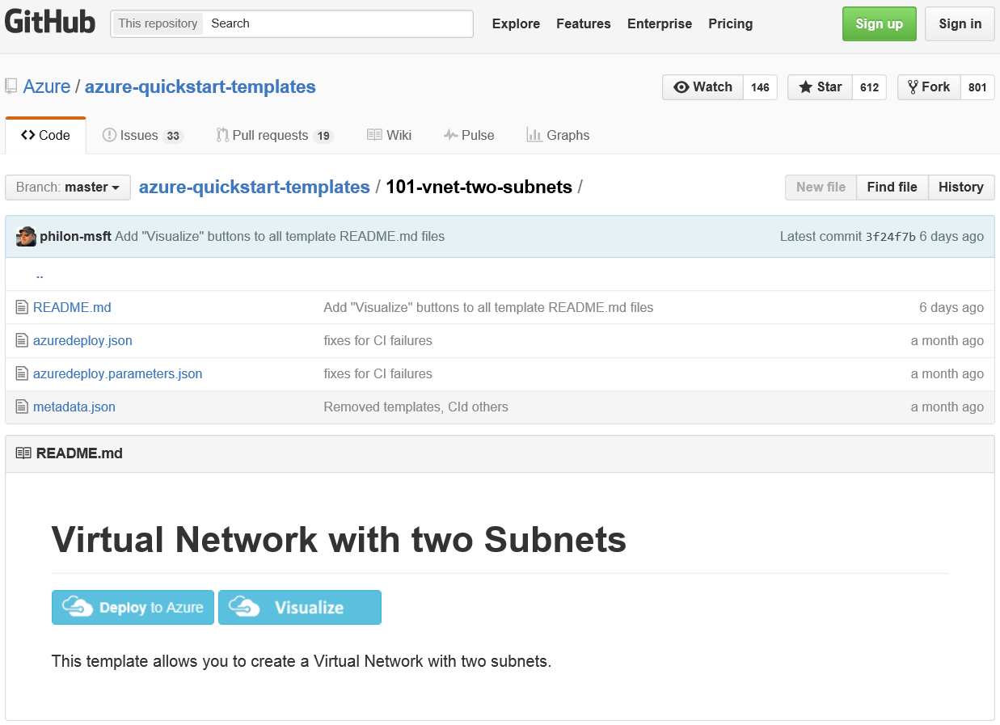 GitHub This repository Search Explore Features Enterprise Pricing Sign up Sign in
Azure / azure-quickstart-templates Watch 146 Star 612 Fork 801
Code Issues 33 Pull requests 19 Wiki Pulse Graphs
Branch: master azure-quickstart-templates / 101-vnet-two-subnets / New file Find file History
philon-msft Add "Visualize" buttons to all template README.md files Latest commit 3f24f7b 6 days ago
..
README.md Add "Visualize" buttons to all template README.md files 6 days ago
azuredeploy.json fixes for CI failures a month ago
azuredeploy.parameters.json fixes for CI failures a month ago
metadata.json Removed templates, CId others a month ago
README.md
Virtual Network with two Subnets
Deploy to Azure Visualize
This template allows you to create a Virtual Network with two subnets.